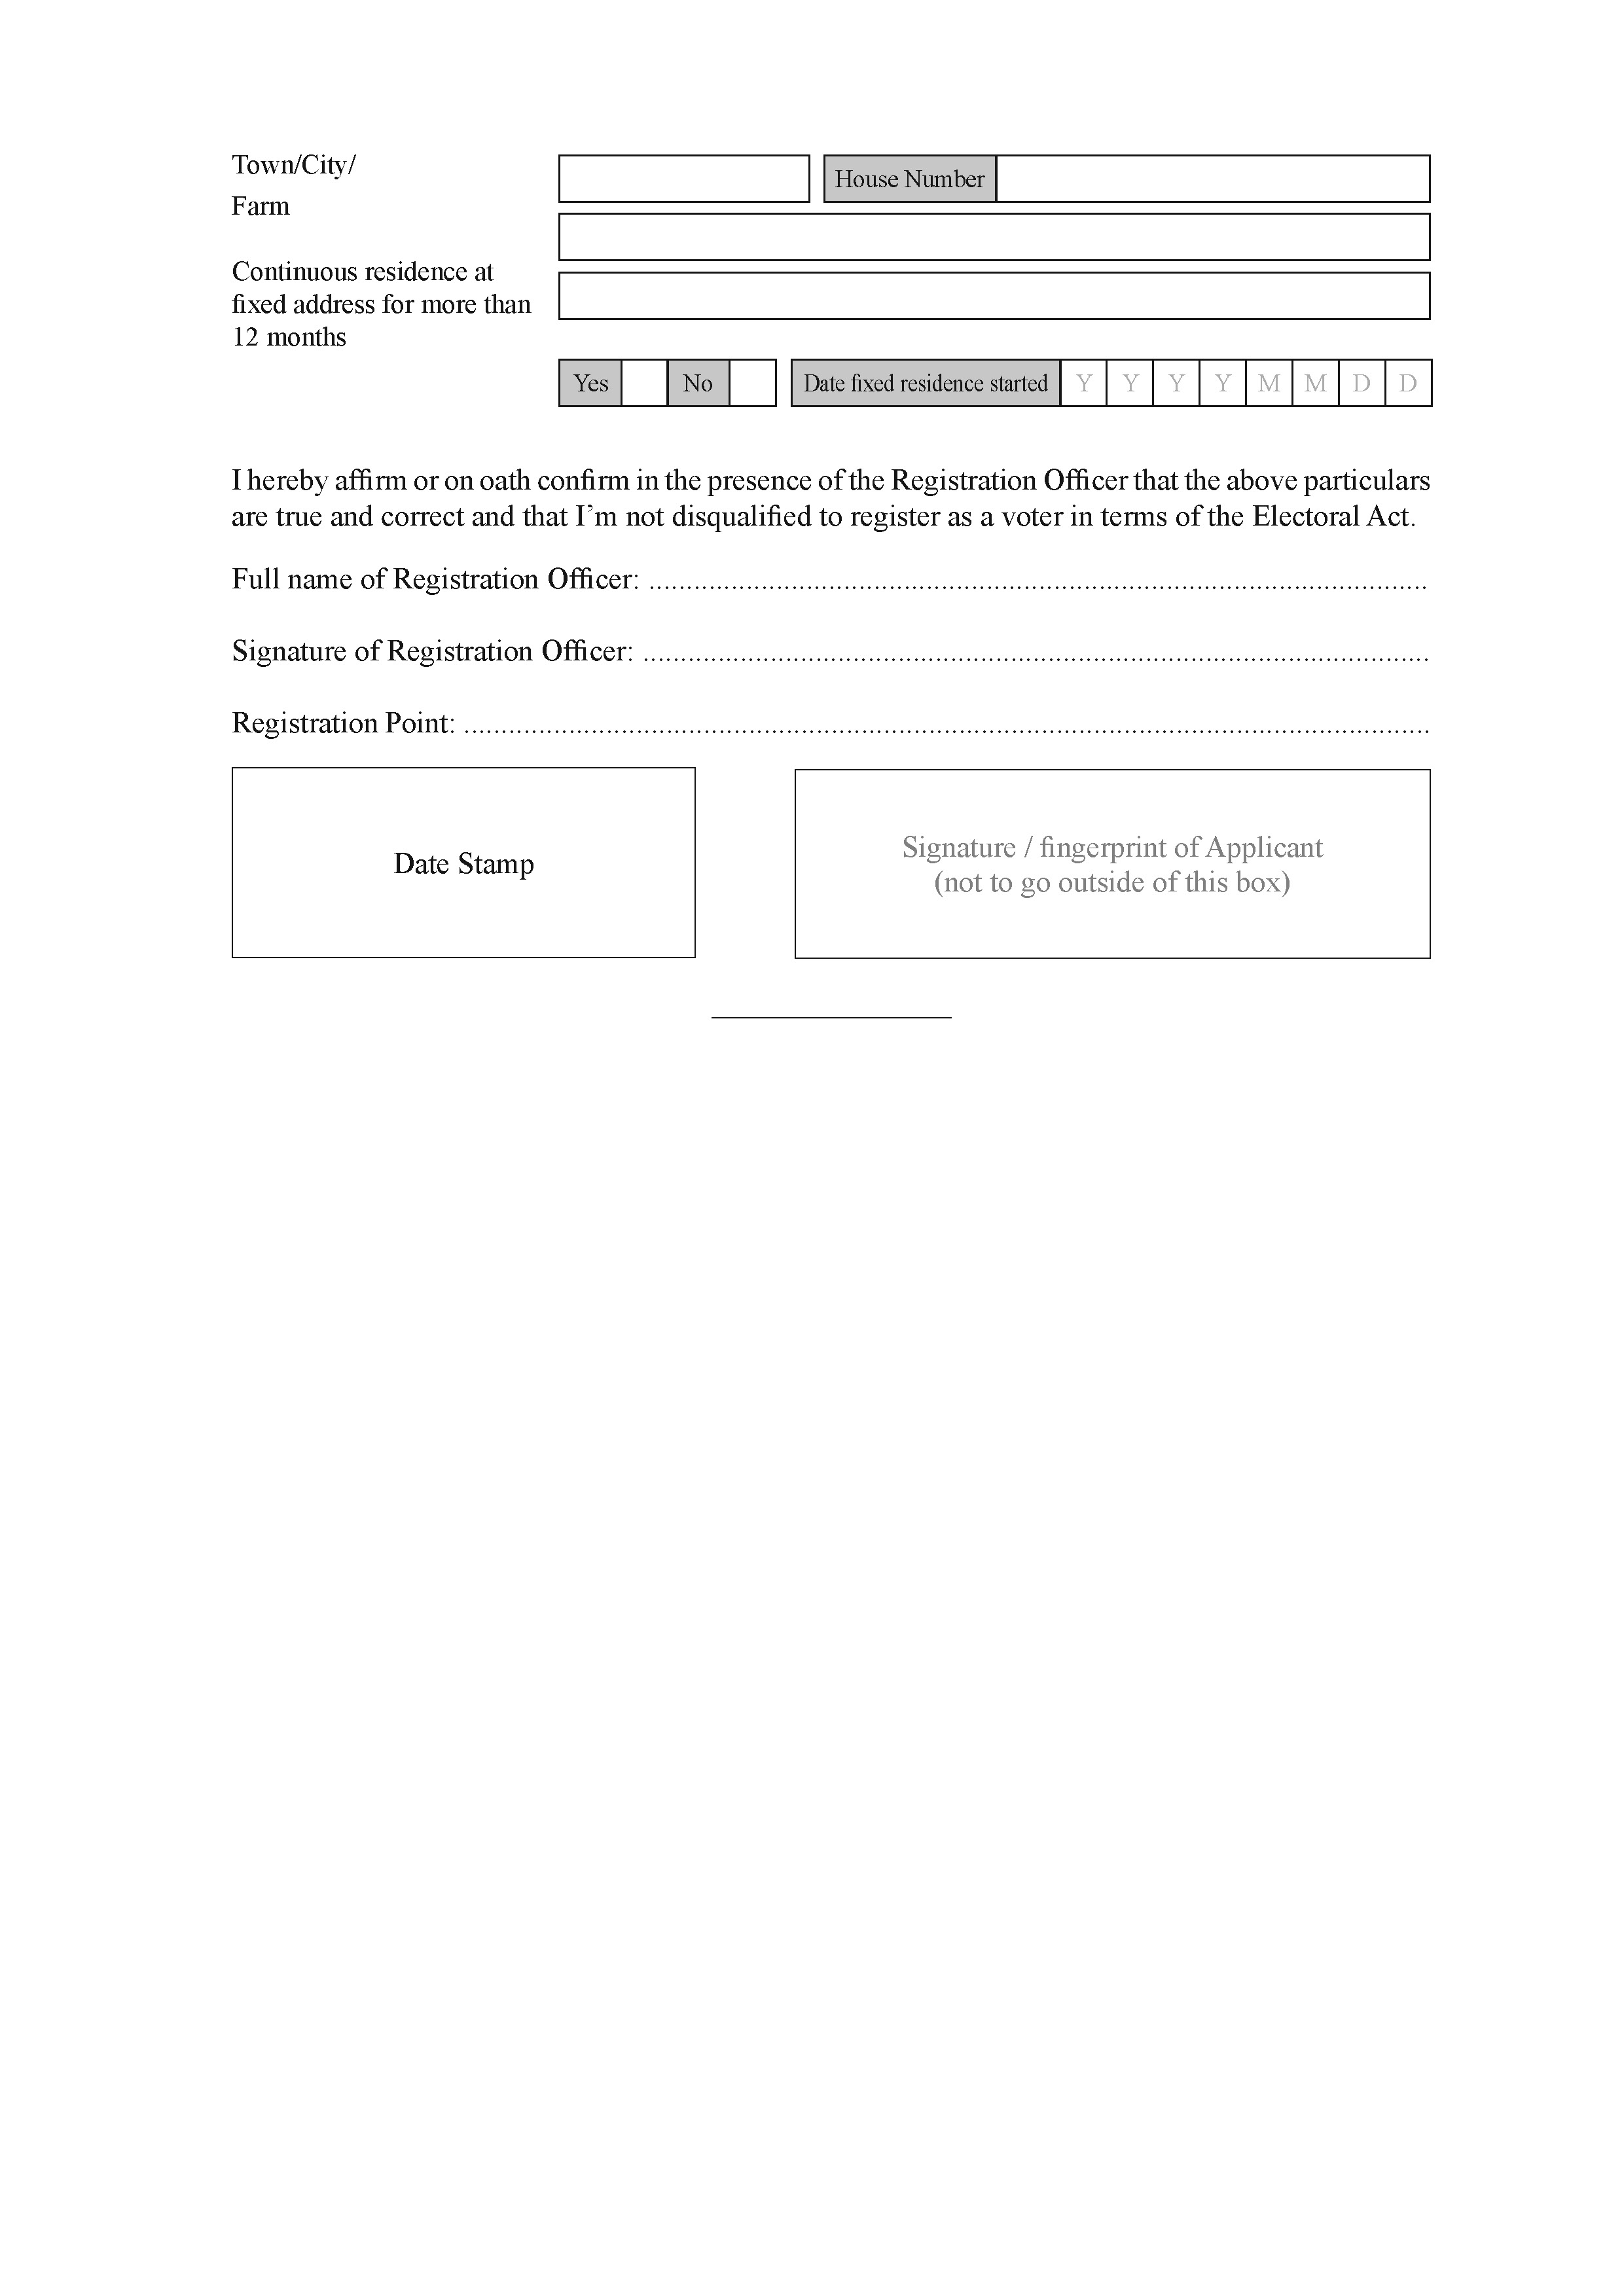 Town/City/
House Number
Farm
Continuous residence at
fixed address for more than
12 months
Yes No Date fixed residence started Y Y Y Y M M D D
I hereby affirm or on oath confirm in the presence of the Registration Officer that the above particulars
are true and correct and that I’m not disqualified to register as a voter in terms of the Electoral Act.
Full name of Registration Officer: ..........................................................................................
Signature of Registration Officer: ..........................................................................................
Registration Point: ..........................................................................................
Date Stamp
Signature / fingerprint of Applicant
(not to go outside of this box)